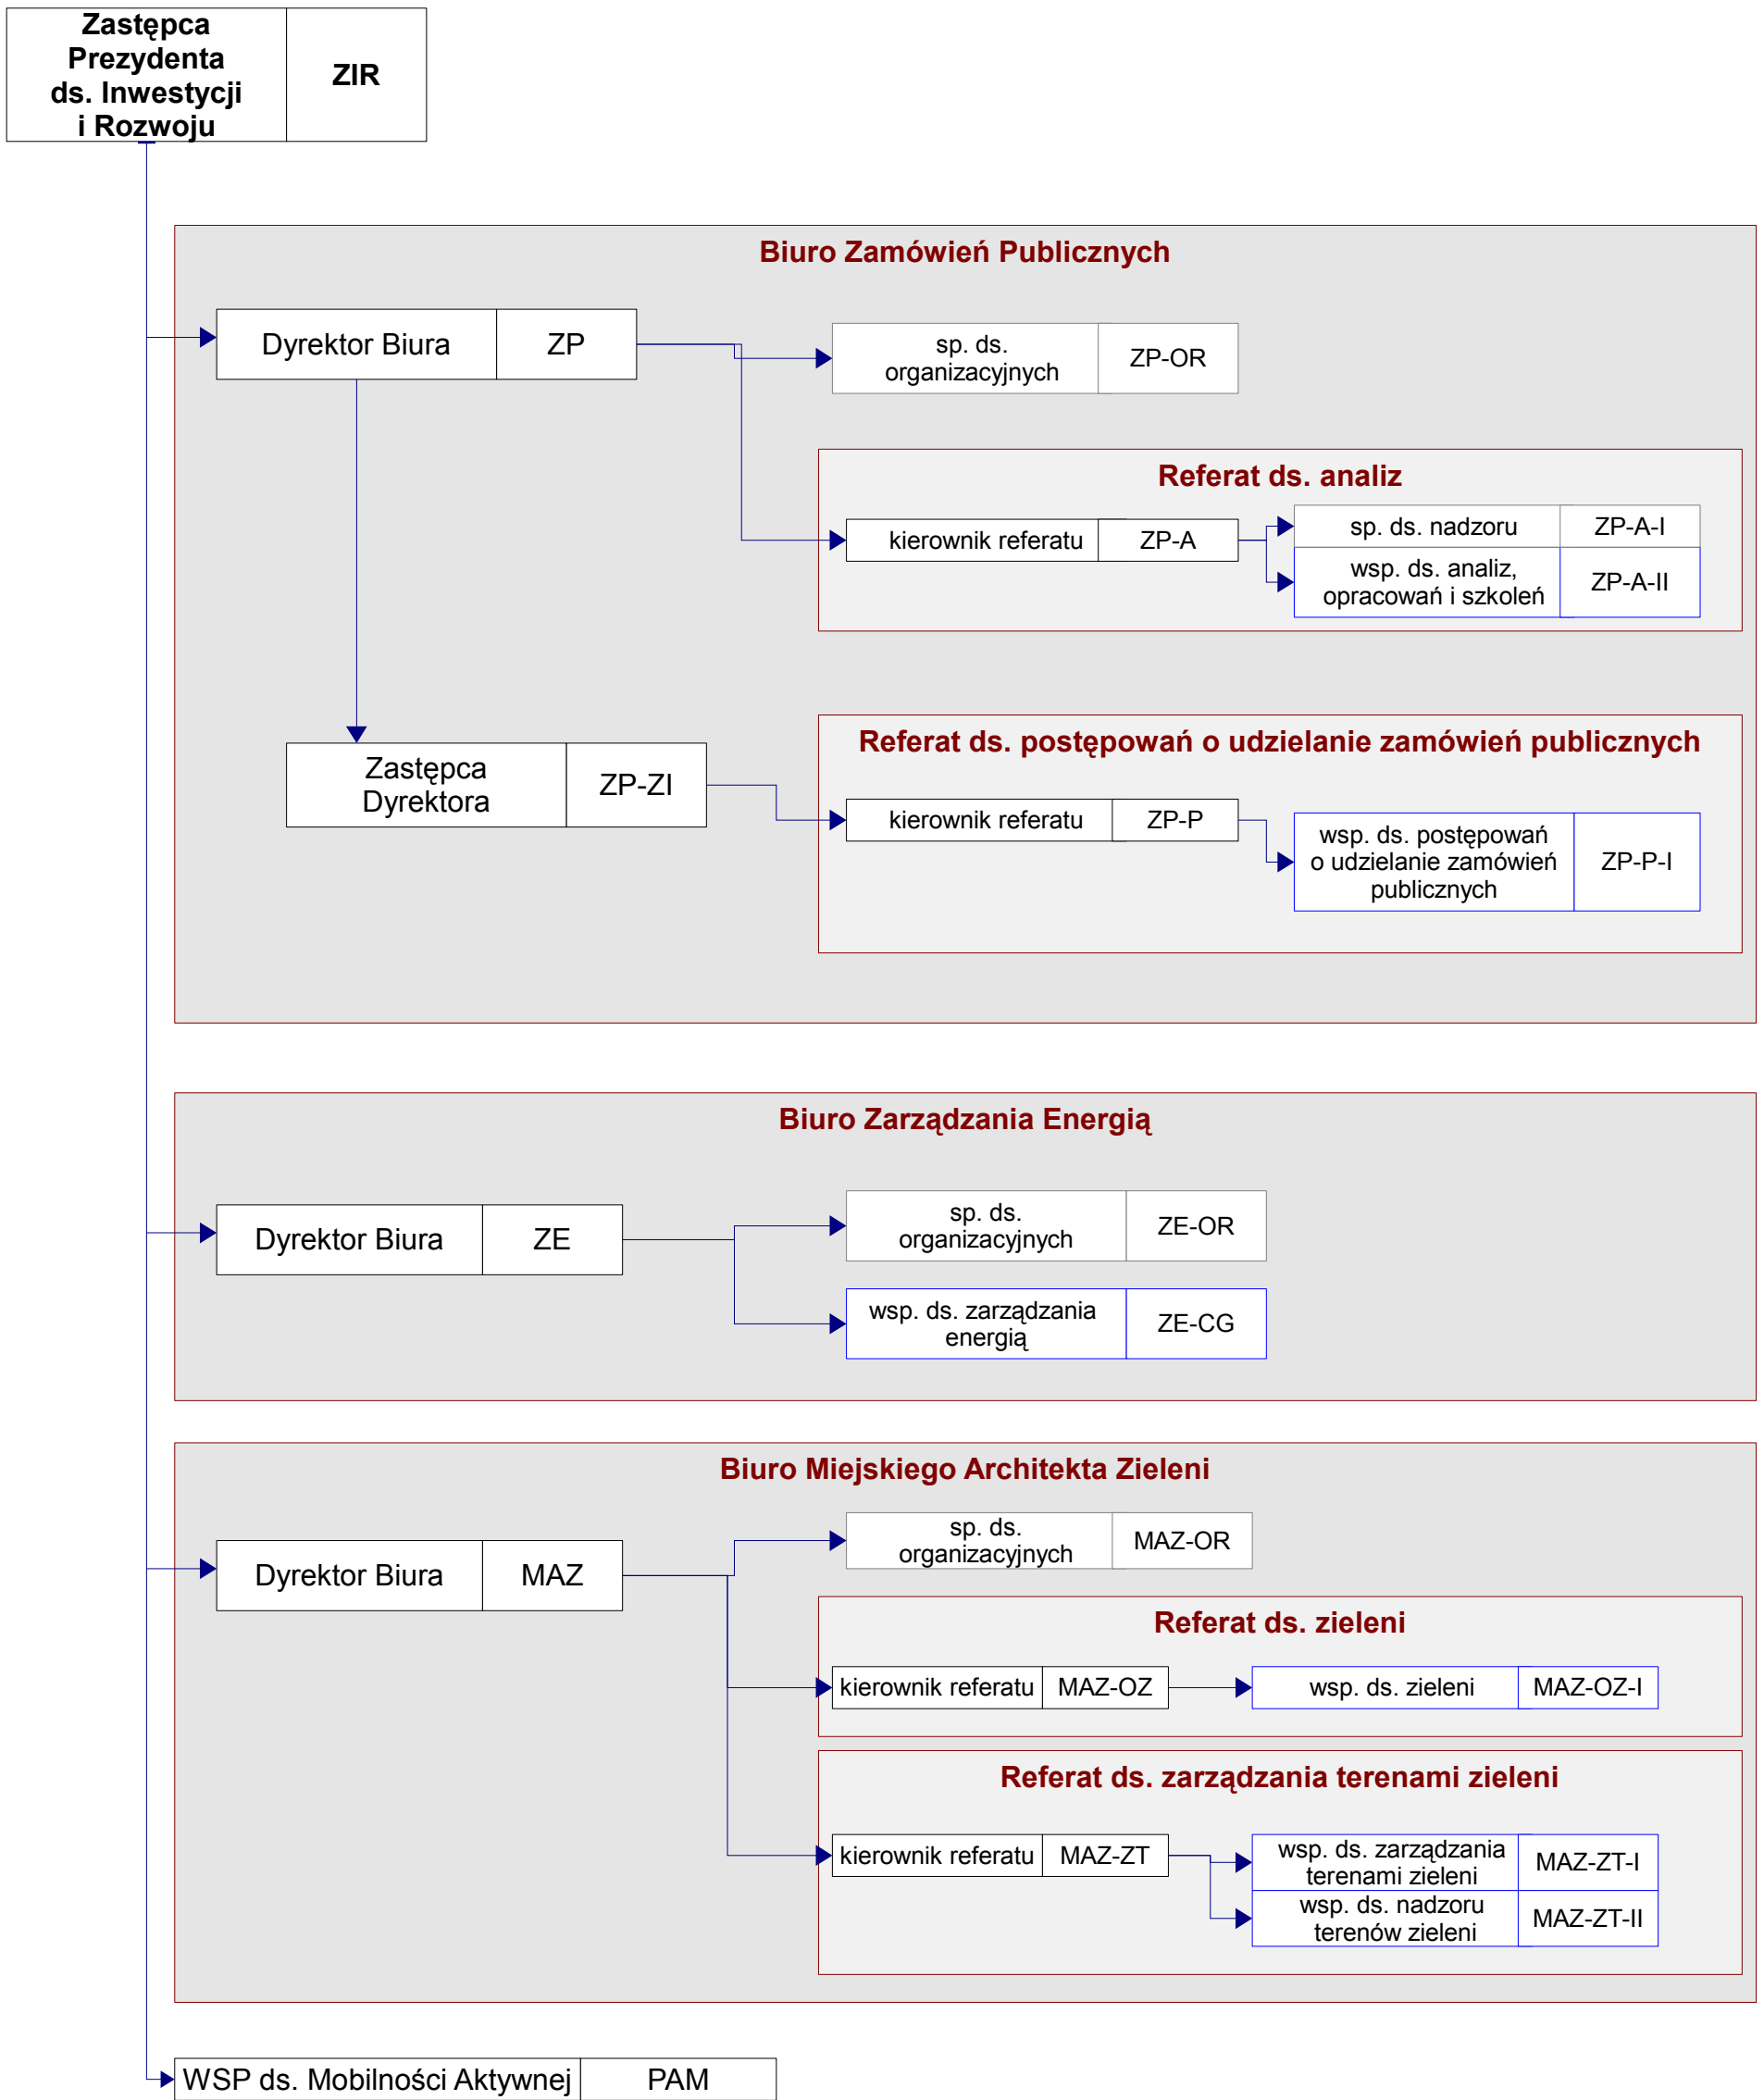 Zastępca
Prezydenta
ds. Inwestycji
i Rozwoju
ZIR
Biuro Zamówień Publicznych
Dyrektor Biura
ZP
sp. ds.
organizacyjnych
ZP-OR
Referat ds. analiz
kierownik referatu
ZP-A
sp. ds. nadzoru
ZP-A-I
wsp. ds. analiz,
opracowań i szkoleń
ZP-A-II
Zastępca
Dyrektora
ZP-ZI
Referat ds. postępowań o udzielanie zamówień publicznych
kierownik referatu
ZP-P
wsp. ds. postępowań
o udzielanie zamówień
publicznych
ZP-P-I
Biuro Zarządzania Energią
Dyrektor Biura
ZE
sp. ds.
organizacyjnych
ZE-OR
wsp. ds. zarządzania
energią
ZE-CG
Biuro Miejskiego Architekta Zieleni
Dyrektor Biura
MAZ
sp. ds.
organizacyjnych
MAZ-OR
Referat ds. zieleni
kierownik referatu
MAZ-OZ
wsp. ds. zieleni
MAZ-OZ-I
Referat ds. zarządzania terenami zieleni
kierownik referatu
MAZ-ZT
wsp. ds. zarządzania
terenami zieleni
MAZ-ZT-I
wsp. ds. nadzoru
terenów zieleni
MAZ-ZT-II
WSP ds. Mobilności Aktywnej
PAM